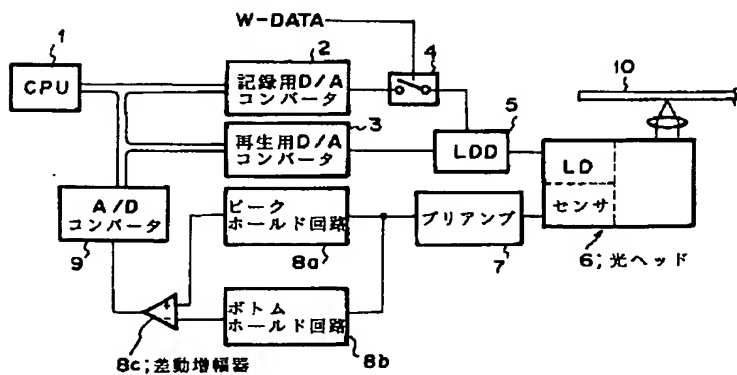 W-DATA
1
CPU
2
記録用D/A
コンバータ
4
10
3
再生用D/A
コンバータ
5
LDD
LD
センサ
A/D
コンバータ
9
ピーク
ホールド回路
8a
プリアンプ
7
6;光ヘッド
+
-
8c;差動増幅器
ボトム
ホールド回路
8b